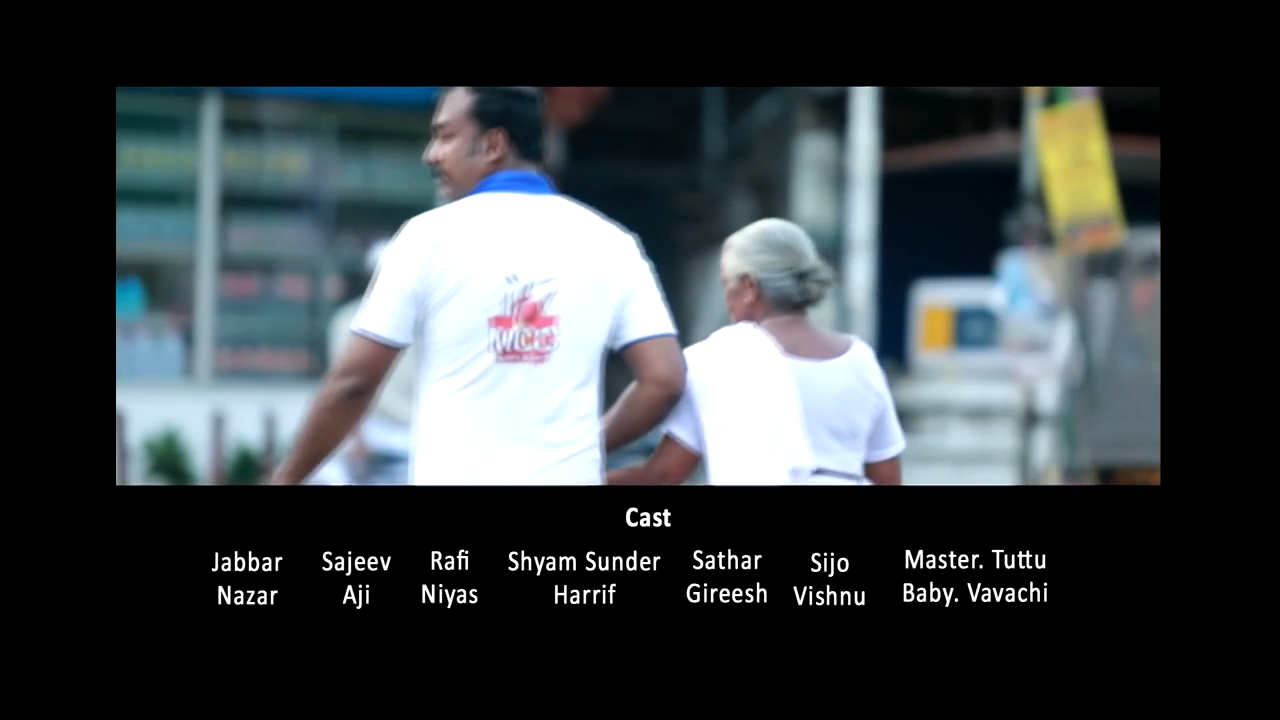 Cast
Jabbar Sajeev Rafi Shyam Sunder Sathar Sijo Master. Tuttu
Nazar Aji Niyas Harrif Gireesh Vishnu Baby. Vavachi